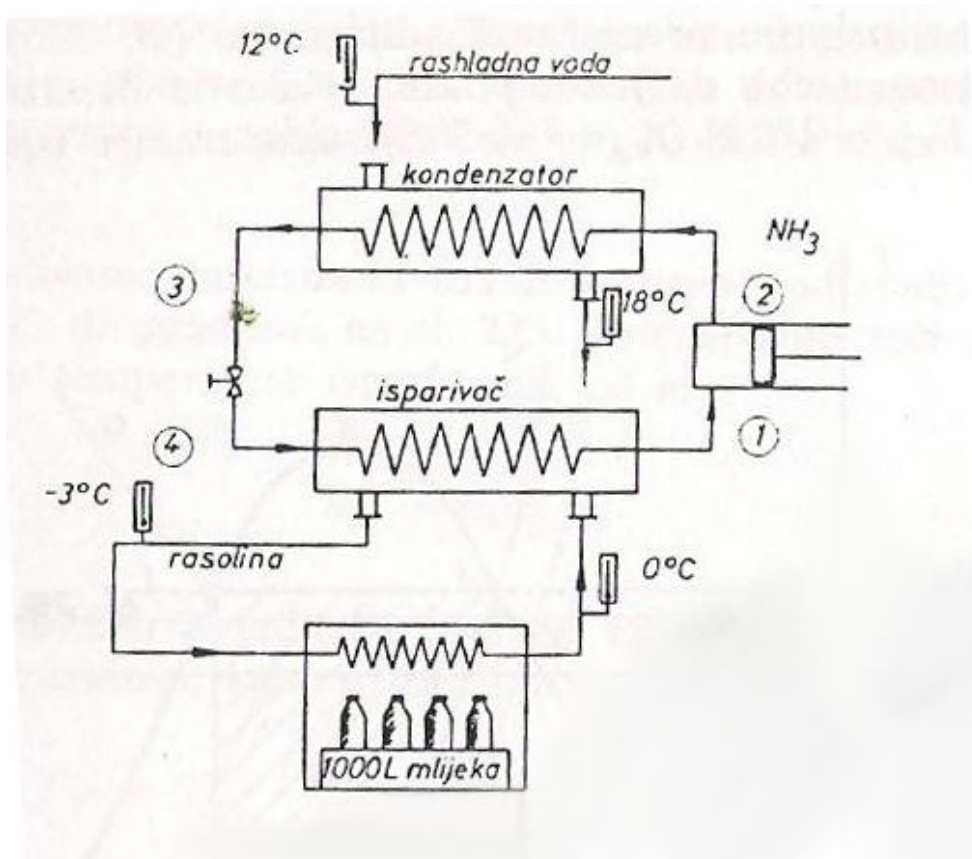 12°C
rashladna voda
kondenzator
NH3
3
18°C
2
isparivač
4
1
-3°C
rasolina
0°C
1000L mlijeka